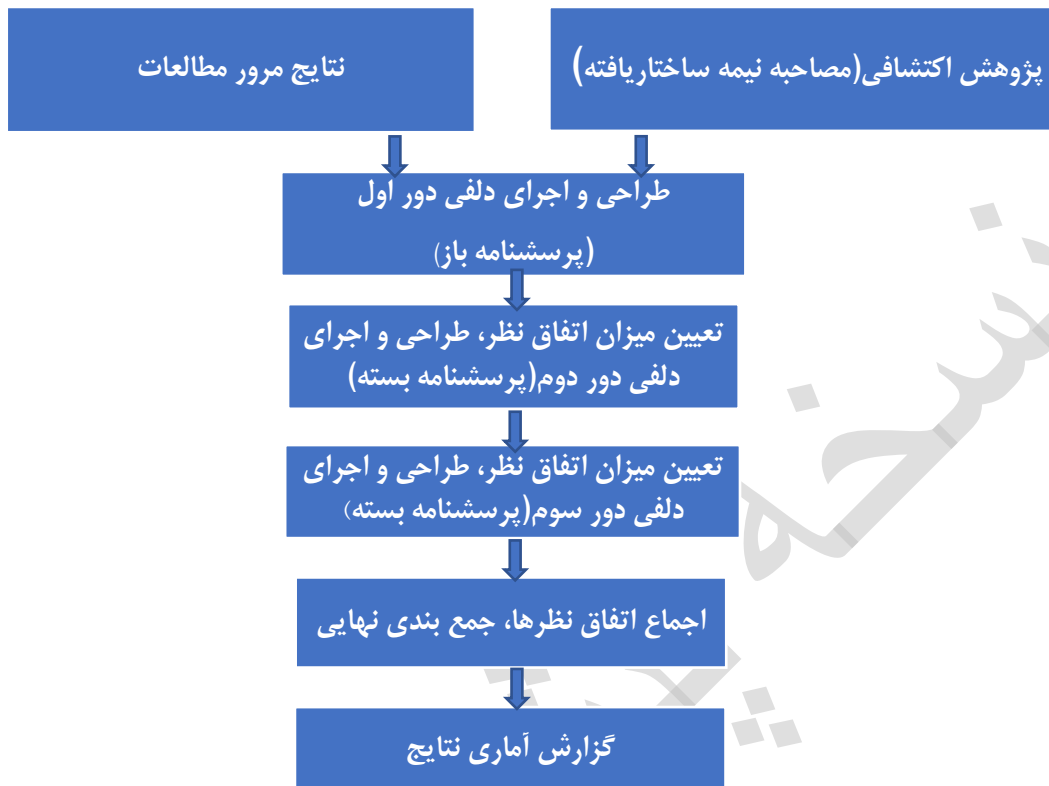 پژوهش اکتشافی(مصاحبه نیمه ساختاریافته)
نتایج مرور مطالعات
طراحی و اجرای دلفی دور اول
(پرسشنامه باز)
تعیین میزان اتفاق نظر، طراحی و اجرای
دلفی دور دوم(پرسشنامه بسته)
تعیین میزان اتفاق نظر، طراحی و اجرای
دلفی دور سوم(پرسشنامه بسته)
اجماع اتفاق نظرها، جمع بندی نهایی
گزارش آماری نتایج